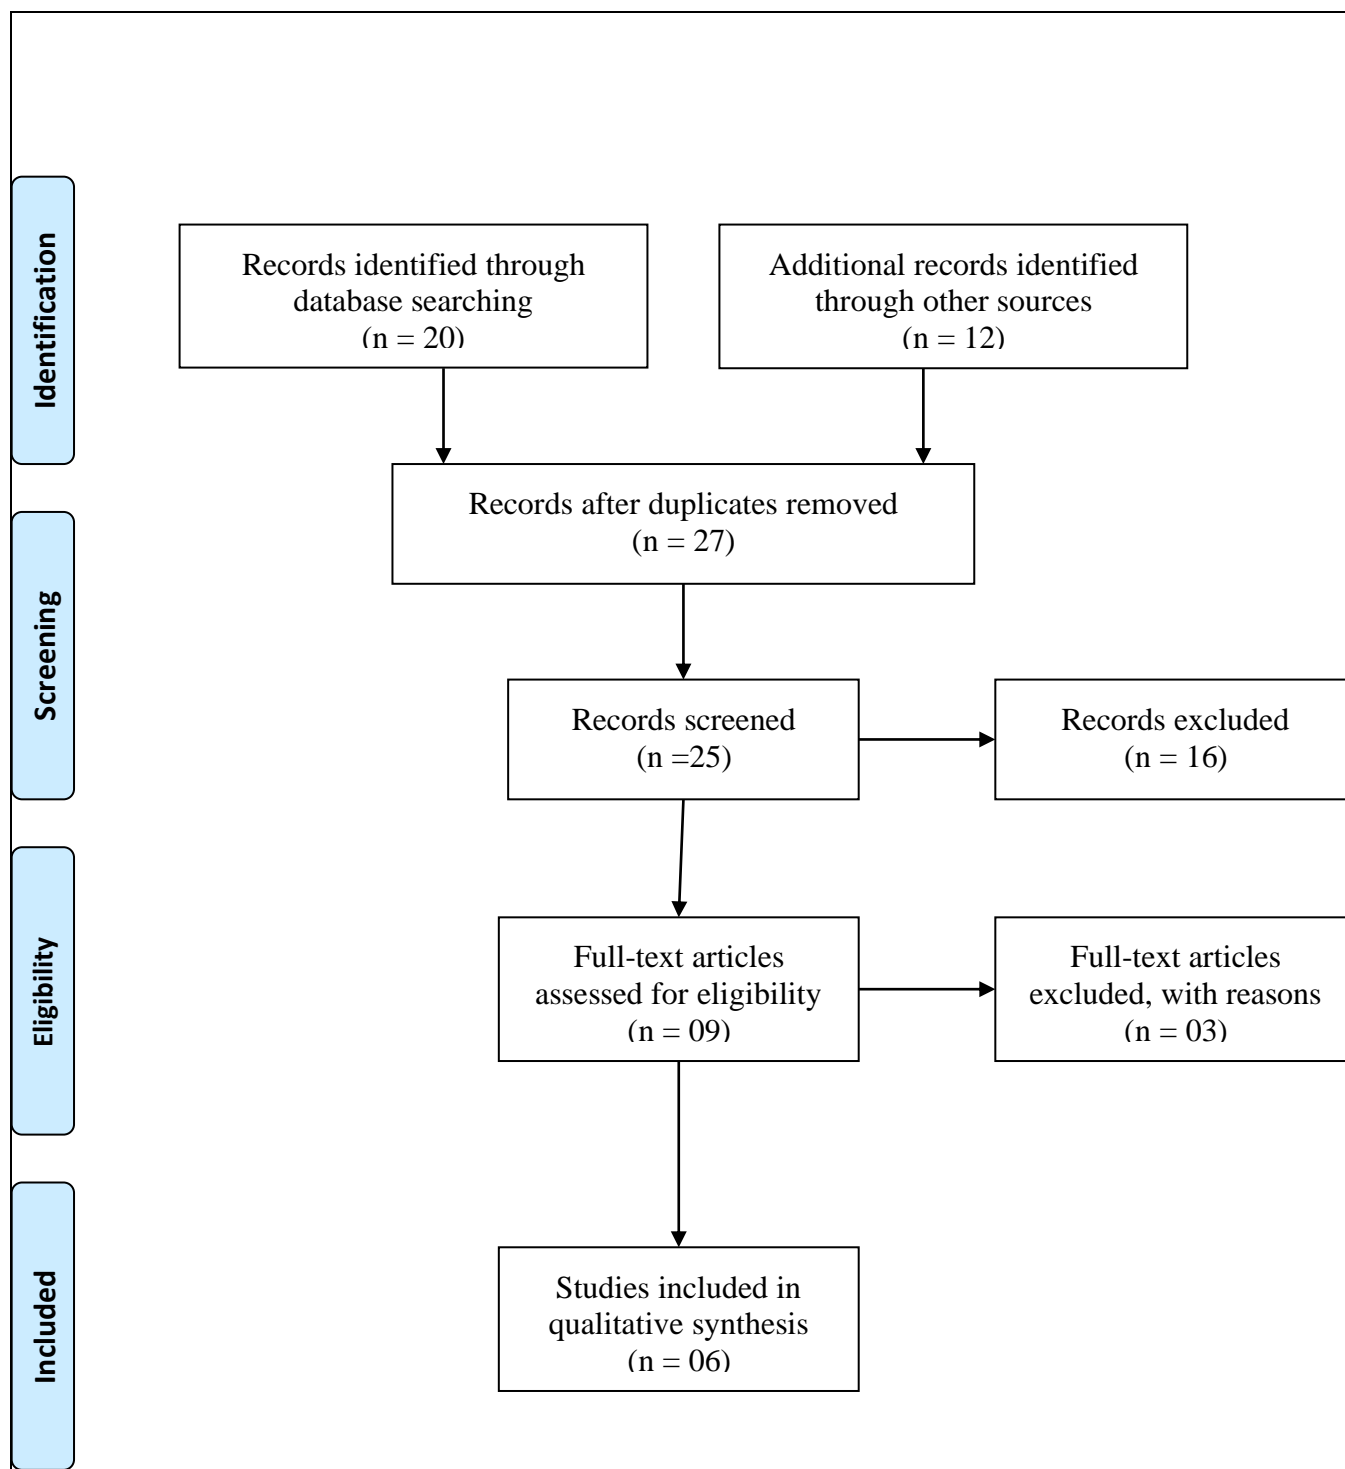 Identification
Records identified through
database searching
(n = 20)
Additional records identified
through other sources
(n = 12)
Records after duplicates removed
(n = 27)
Screening
Records screened
(n =25)
Records excluded
(n = 16)
Eligibility
Full-text articles
assessed for eligibility
(n = 09)
Full-text articles
excluded, with reasons
(n = 03)
Included
Studies included in
qualitative synthesis
(n = 06)